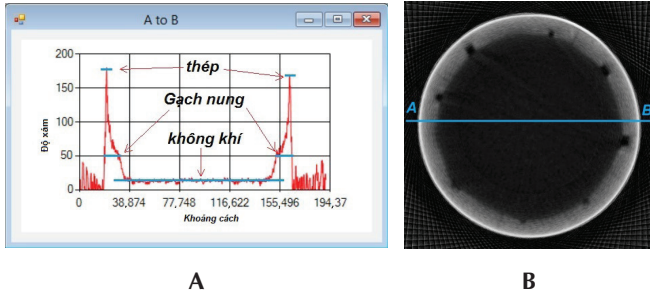 A to B
200
150
100
50
0
Độ xám
thép
Gạch nung
không khí
0 38,874 77,748 116,622 155,496 194,37
Khoảng cách
A B
A B